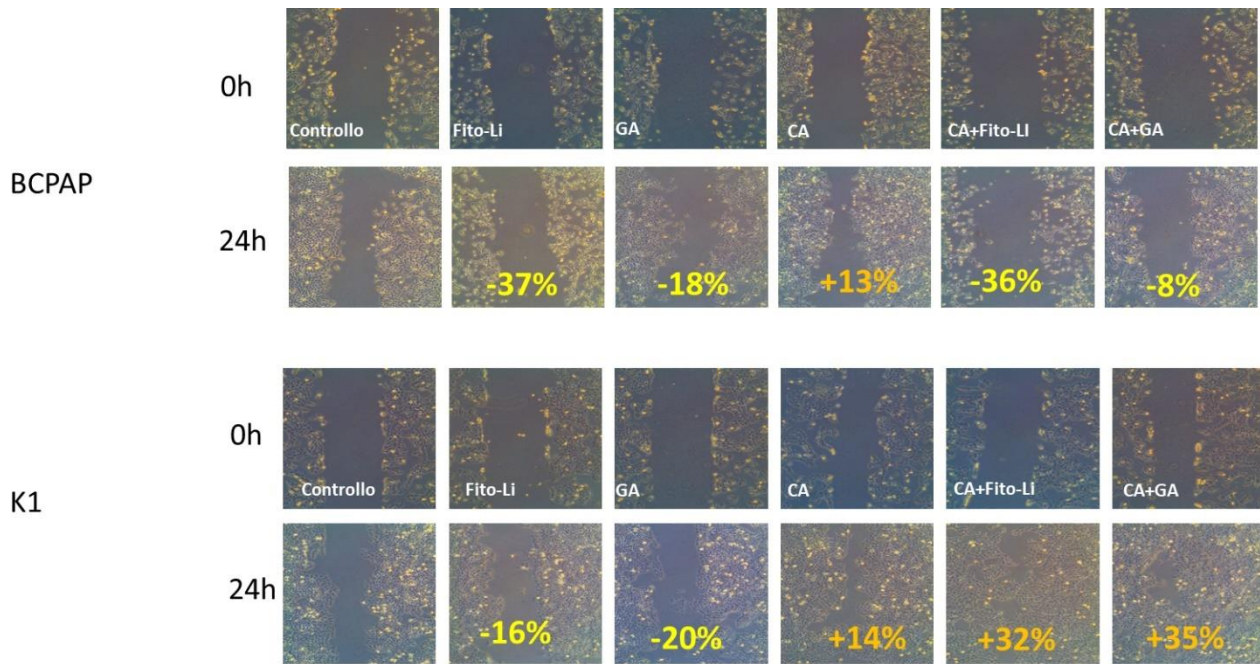 BCPAP
0h
Controllo
Fito-Li
GA
CA
CA+Fito-LI
CA+GA
24h
-37%
-18%
+13%
-36%
-8%
K1
0h
Controllo
Fito-Li
GA
CA
CA+Fito-Li
CA+GA
24h
-16%
-20%
+14%
+32%
+35%